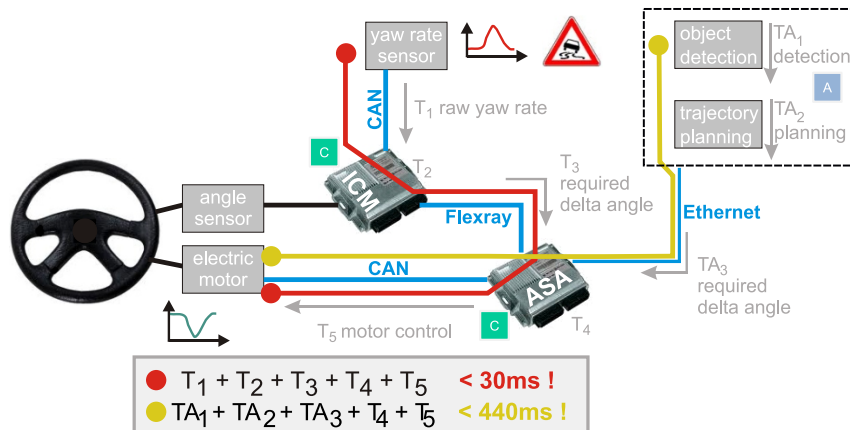 yaw rate
sensor
object
detection
TA₁
detection
A
trajectory
planning
TA₂
planning
CAN
T₁ raw yaw rate
C
T₂
ICM
T₃
required
delta angle
angle
sensor
Flexray
Ethernet
electric
motor
CAN
ASA
TA₃
required
delta angle
T₅ motor control
C
T₄
T₁ + T₂ + T₃ + T₄ + T₅ < 30ms !
TA₁ + TA₂ + TA₃ + T₄ + T₅ < 440ms !